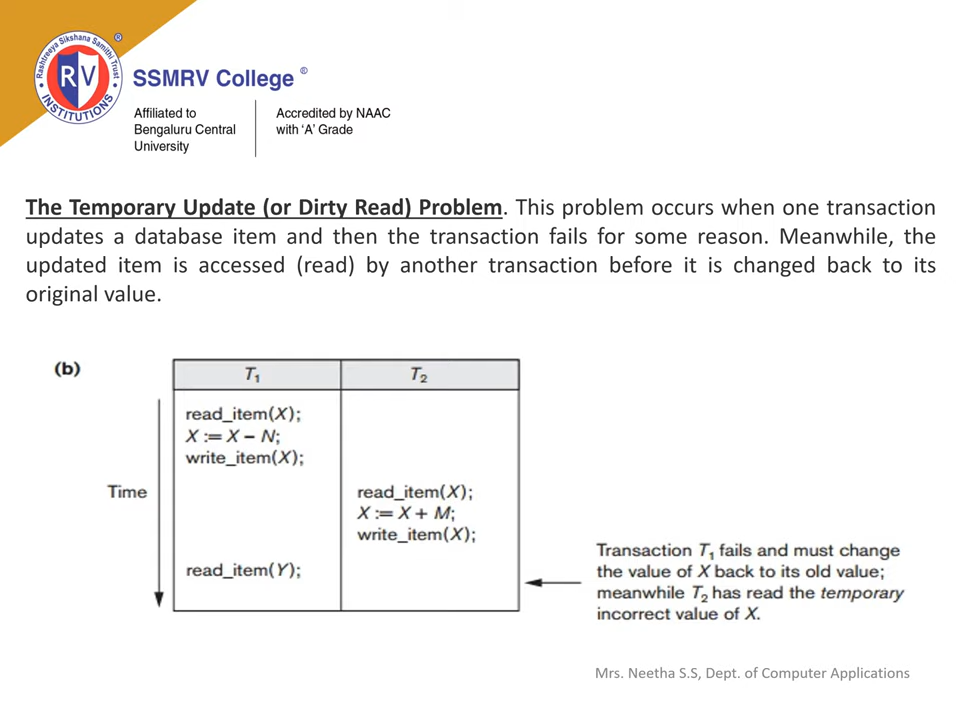 Rashtreeya Sikshana Samithi Trust
®
RV
INSTITUTIONS
SSMRV College ®
Affiliated to
Bengaluru Central
University
Accredited by NAAC
with ‘A’ Grade
The Temporary Update (or Dirty Read) Problem. This problem occurs when one transaction
updates a database item and then the transaction fails for some reason. Meanwhile, the
updated item is accessed (read) by another transaction before it is changed back to its
original value.
(b)
T1
T2
read_item(X);
X := X – N;
write_item(X);
Time
read_item(X);
X := X + M;
write_item(X);
read_item(Y);
Transaction T1 fails and must change
the value of X back to its old value;
meanwhile T2 has read the temporary
incorrect value of X.
Mrs. Neetha S.S, Dept. of Computer Applications